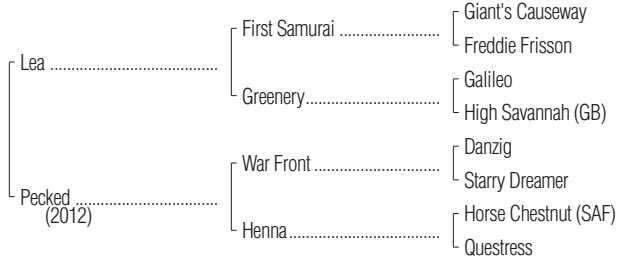 Giant's Causeway
First Samurai ........................
Freddie Frisson
Lea ........................................
Galileo
Greenery................................
High Savannah (GB)
Danzig
War Front ..............................
Starry Dreamer
Pecked ...................................
(2012)
Horse Chestnut (SAF)
Henna....................................
Questress